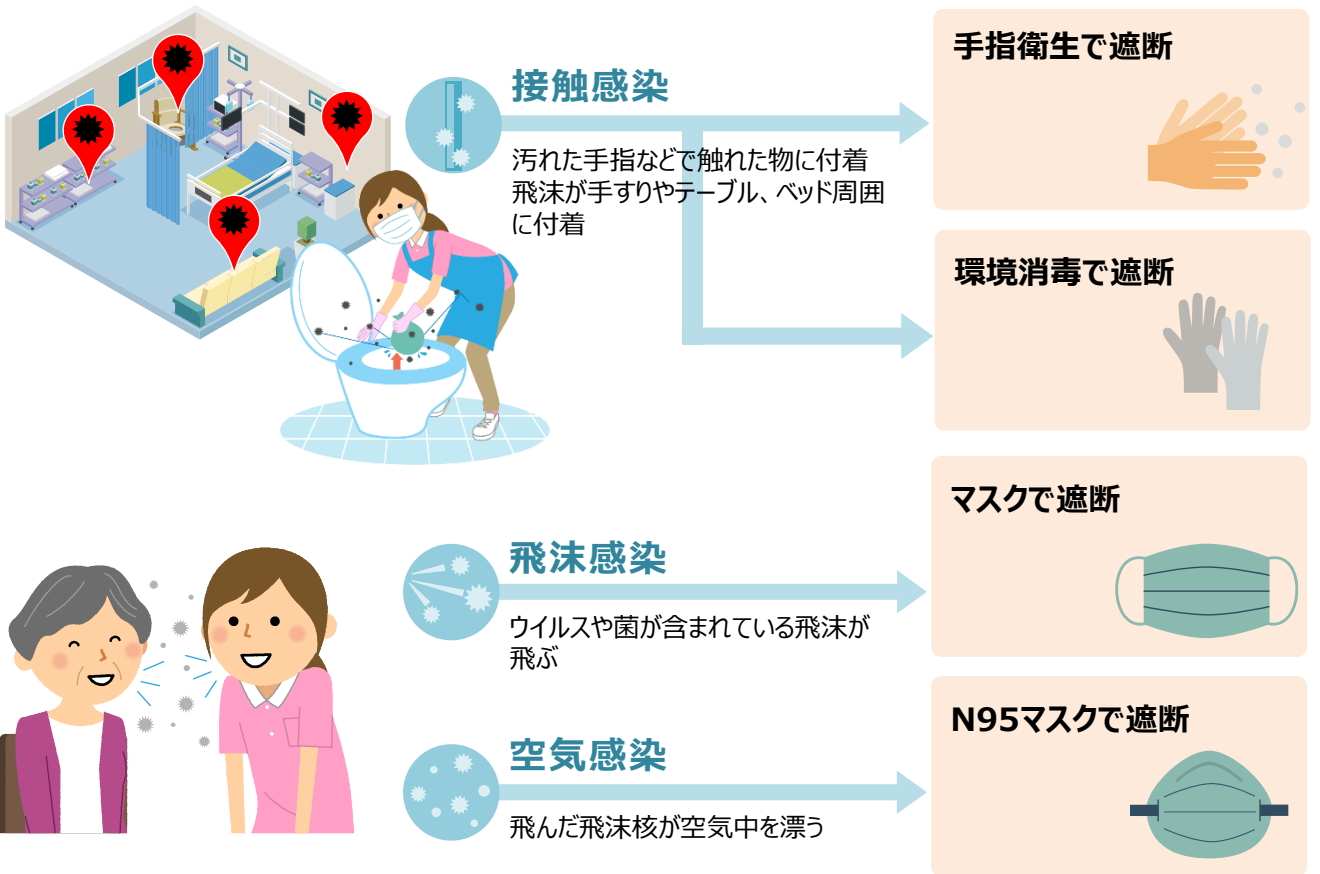 接触感染
汚れた手指などで触れた物に付着
飛沫が手すりやテーブル、ベッド周囲
に付着
手指衛生で遮断
環境消毒で遮断
飛沫感染
ウイルスや菌が含まれている飛沫が
飛ぶ
マスクで遮断
空気感染
飛んだ飛沫核が空気中を漂う
N95マスクで遮断